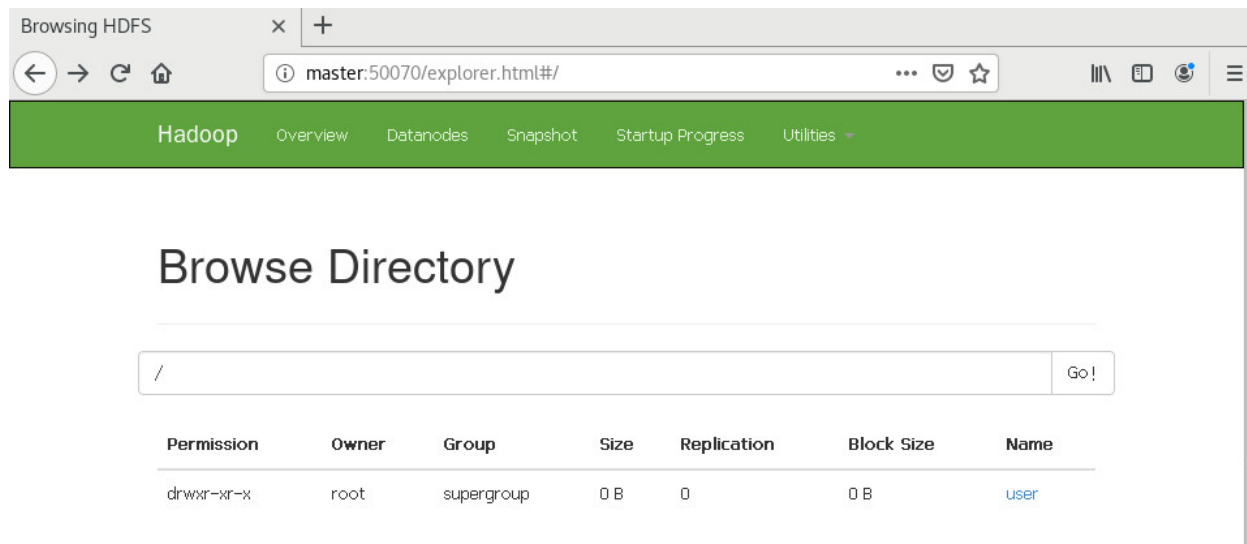 Browsing HDFS
master:50070/explorer.html#/
Hadoop Overview Datanodes Snapshot Startup Progress Utilities
Browse Directory
/ Go!
Permission Owner Group Size Replication Block Size Name
drwxr-xr-x root supergroup 0 B 0 0 B user